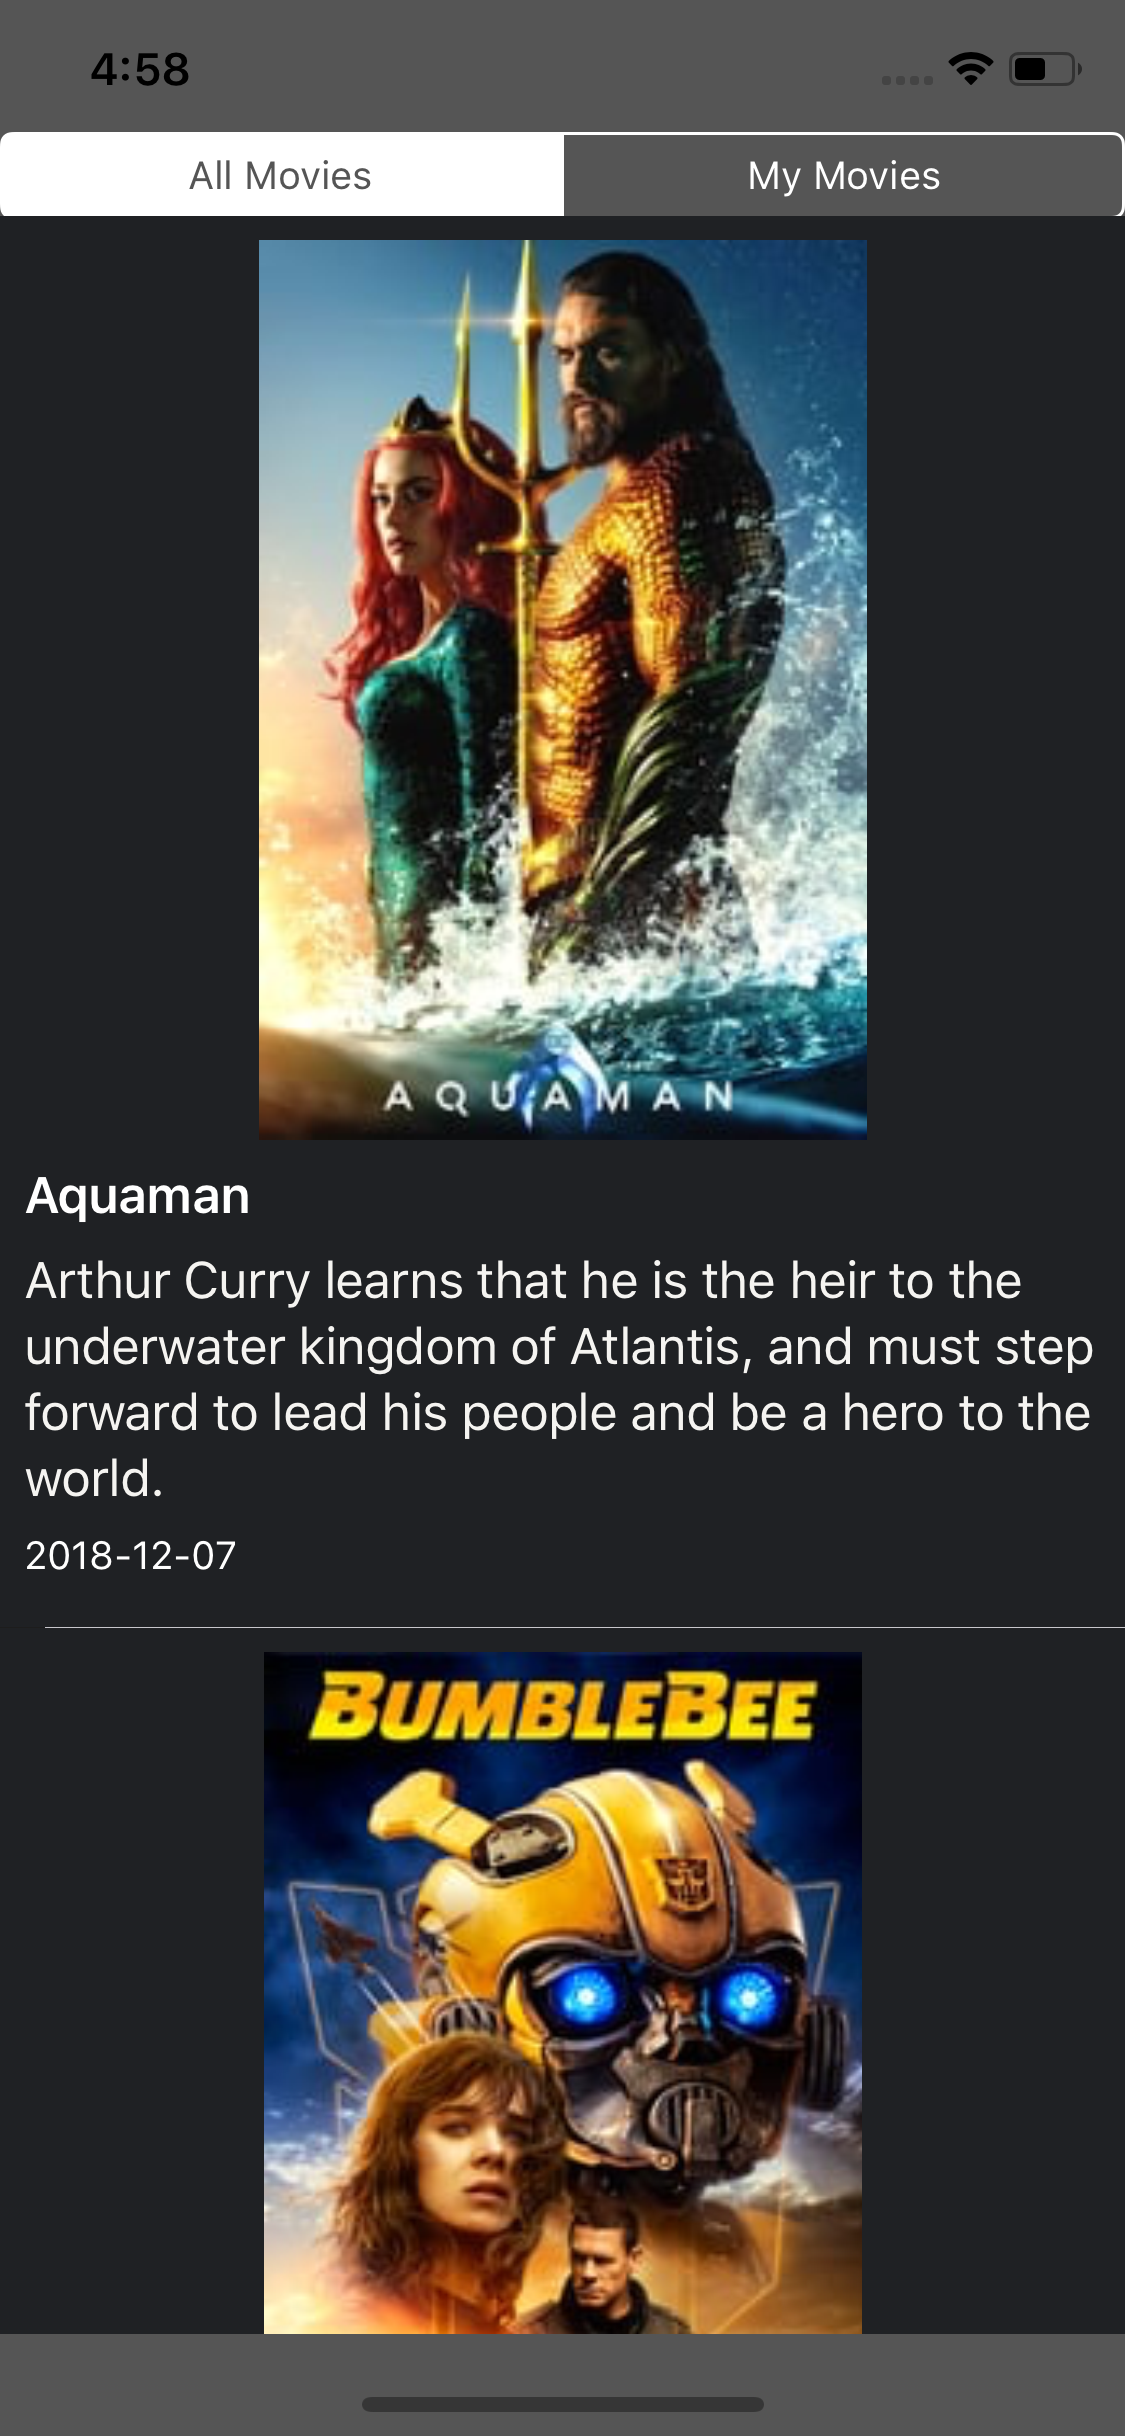 4:58
All Movies
My Movies
AQUAMAN
Aquaman
Arthur Curry learns that he is the heir to the
underwater kingdom of Atlantis, and must step
forward to lead his people and be a hero to the
world.
2018-12-07
BUMBLEBEE